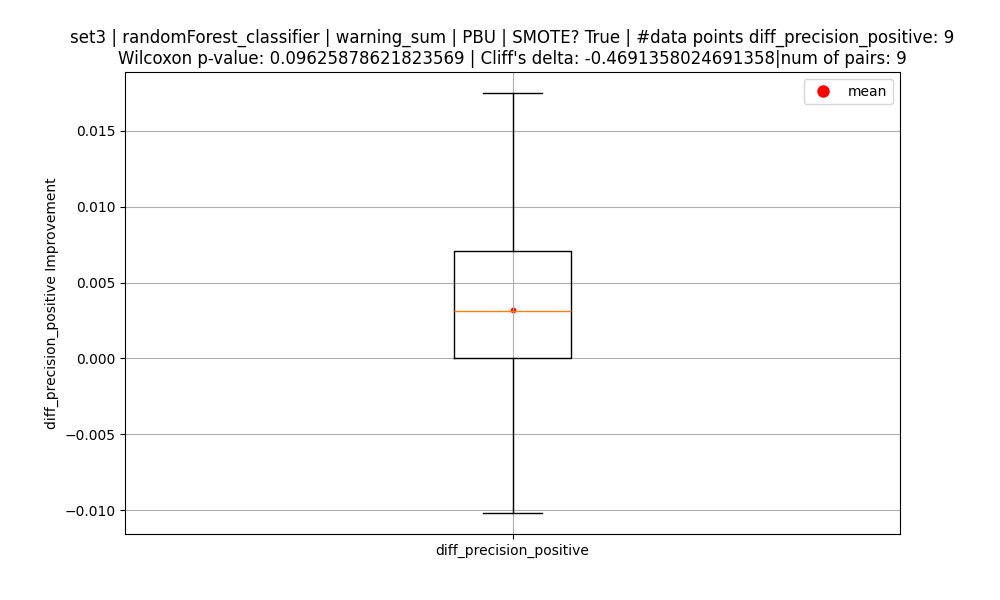 set3 | randomForest_classifier | warning_sum | PBU | SMOTE? True | #data points diff_precision_positive: 9
Wilcoxon p-value: 0.09625878621823569 | Cliff's delta: -0.4691358024691358|num of pairs: 9
mean
0.015
0.010
0.005
0.000
−0.005
−0.010
diff_precision_positive Improvement
diff_precision_positive